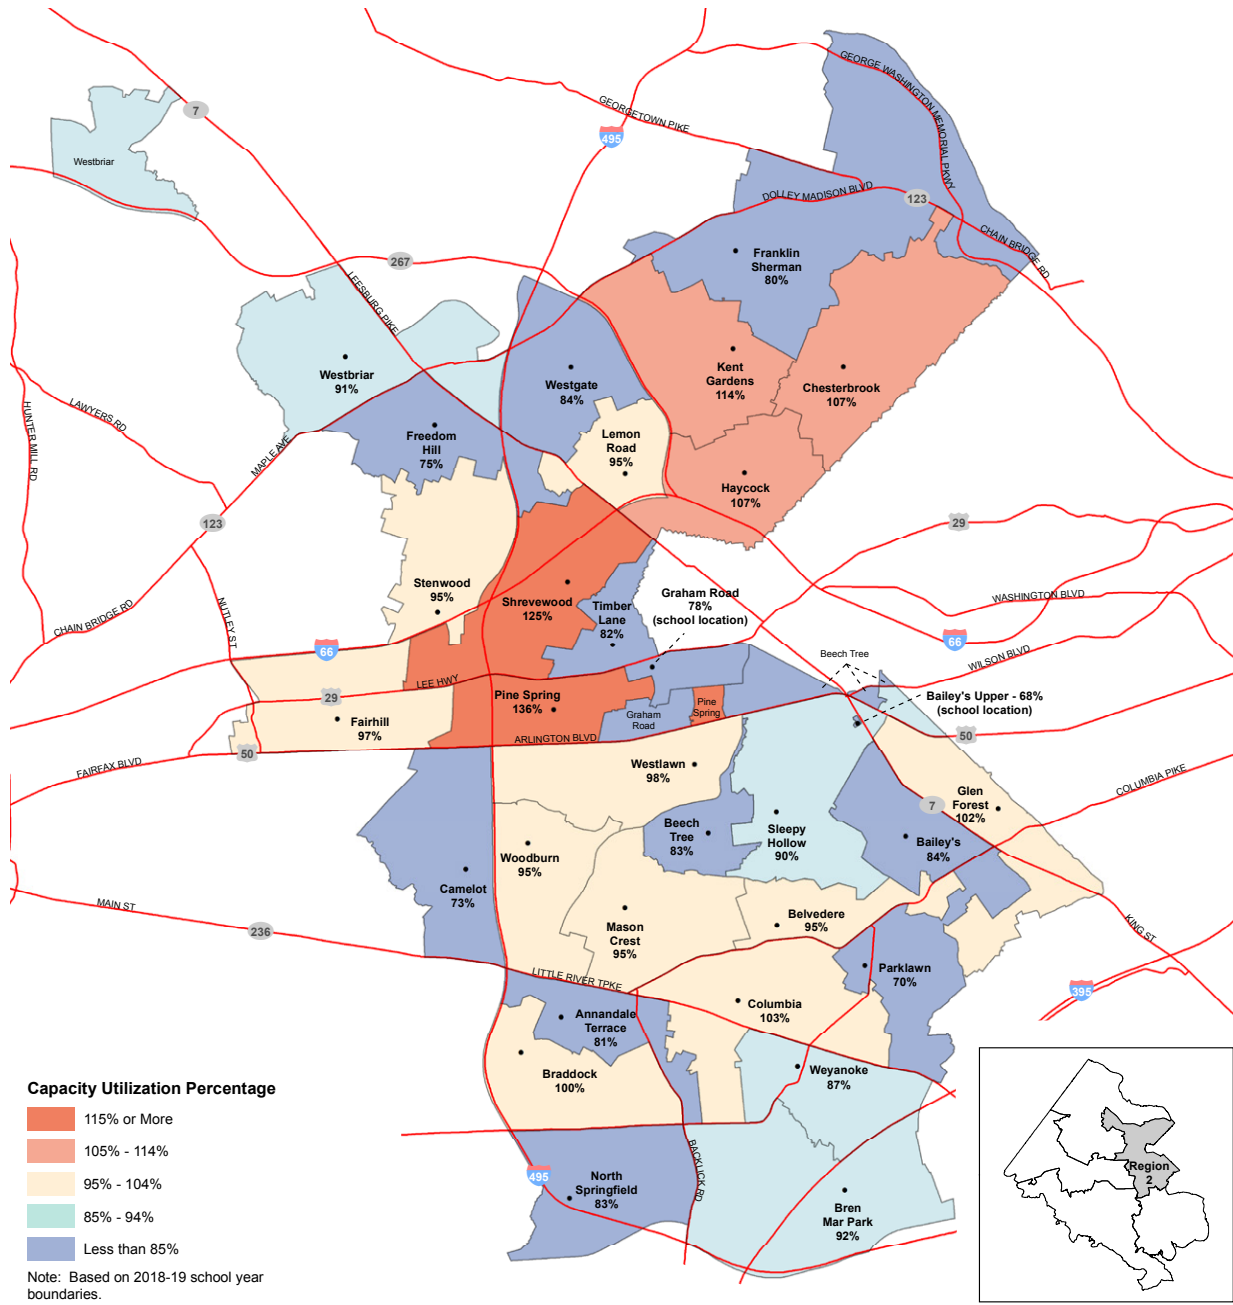 GEORGE WASHINGTON MEMORIAL PKWY
GEORGETOWN PIKE
7
495
Westbriar
DOLLEY MADISON BLVD
123
CHAIN BRIDGE RD
Franklin
Sherman
80%
267
LEESBURG PIKE
Westbriar
91%
Westgate
84%
Kent
Gardens
114%
Chesterbrook
107%
HUNTER MILL RD
LAWYERS RD
MAPLE AVE
Freedom
Hill
75%
Lemon
Road
95%
Haycock
107%
123
29
Stenwood
95%
Shrevewood
125%
Timber
Lane
82%
Graham Road
78%
(school location)
WASHINGTON BLVD
CHAIN BRIDGE RD
NUTLEY ST
66
66
WILSON BLVD
Beech Tree
LEE HWY
29
Pine Spring
136%
Graham
Road
Pine
Spring
Bailey's Upper - 68%
(school location)
Fairhill
97%
ARLINGTON BLVD
50
50
FAIRFAX BLVD
Westlawn
98%
COLUMBIA PIKE
7
Glen
Forest
102%
Beech
Tree
83%
Sleepy
Hollow
90%
Bailey's
84%
Woodburn
95%
Camelot
73%
MAIN ST
236
Mason
Crest
95%
Belvedere
95%
KING ST
Parklawn
70%
LITTLE RIVER TPKE
395
Columbia
103%
Annandale
Terrace
81%
Braddock
100%
Weyanoke
87%
BACKLICK RD
495
North
Springfield
83%
Bren
Mar Park
92%
Capacity Utilization Percentage
115% or More
105% - 114%
95% - 104%
85% - 94%
Less than 85%
Note:  Based on 2018-19 school year
boundaries.
Region
2